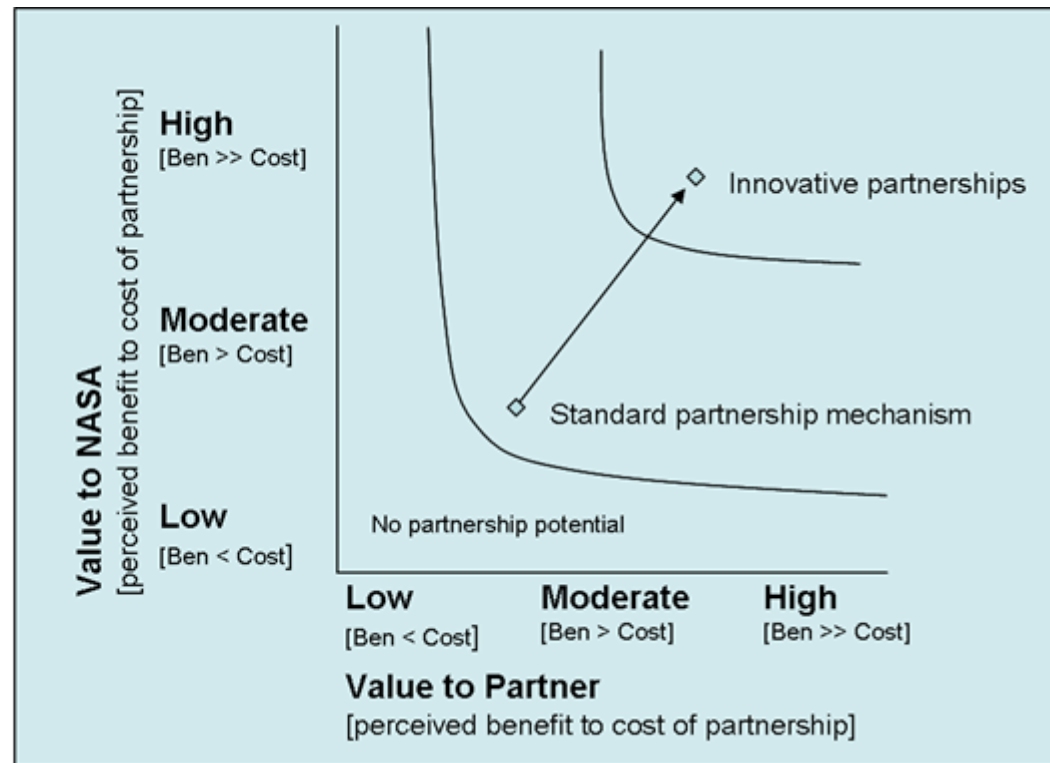 Value to NASA
[perceived benefit to cost of partnership]
High
[Ben >> Cost]
Moderate
[Ben > Cost]
Low
[Ben < Cost]
Innovative partnerships
Standard partnership mechanism
No partnership potential
Low
[Ben < Cost]
Moderate
[Ben > Cost]
High
[Ben >> Cost]
Value to Partner
[perceived benefit to cost of partnership]